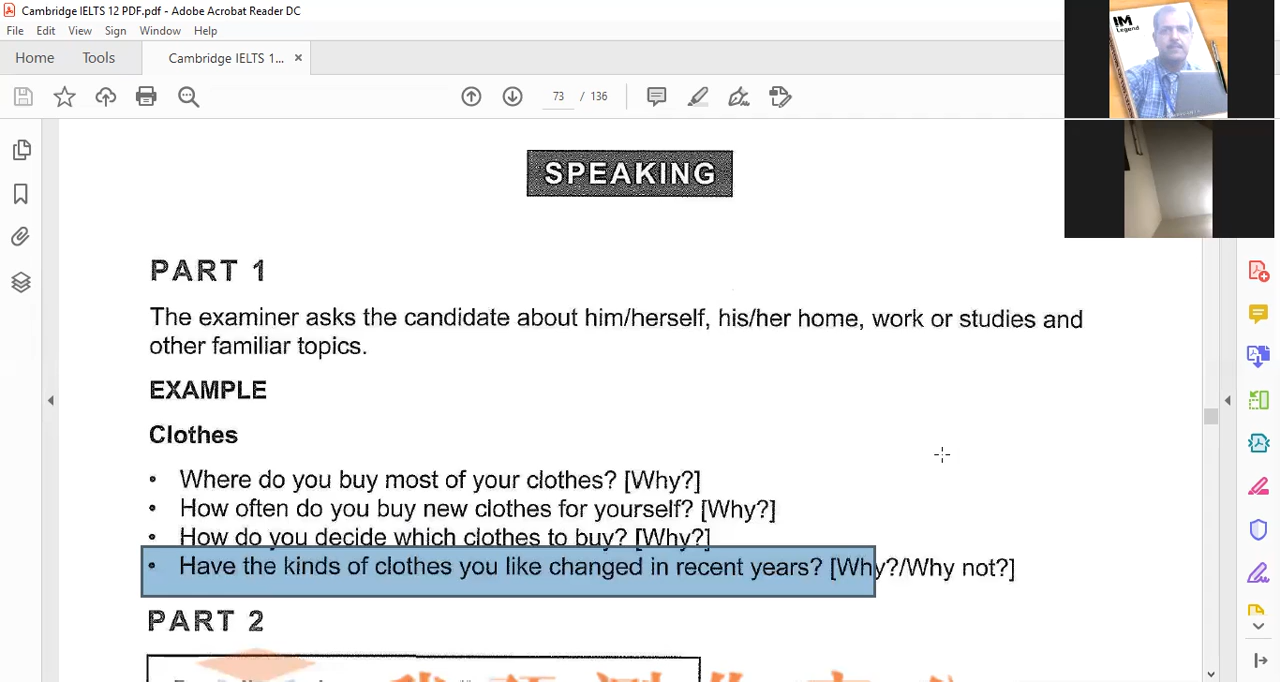 Cambridge IELTS 12 PDF.pdf - Adobe Acrobat Reader DC
File Edit View Sign Window Help
Home Tools Cambridge IELTS 1... ×
73 / 136
IM
Legend
SPEAKING
PART 1
The examiner asks the candidate about him/herself, his/her home, work or studies and
other familiar topics.
EXAMPLE
Clothes
• Where do you buy most of your clothes? [Why?]
• How often do you buy new clothes for yourself? [Why?]
• How do you decide which clothes to buy? [Why?]
• Have the kinds of clothes you like changed in recent years? [Why?/Why not?]
PART 2